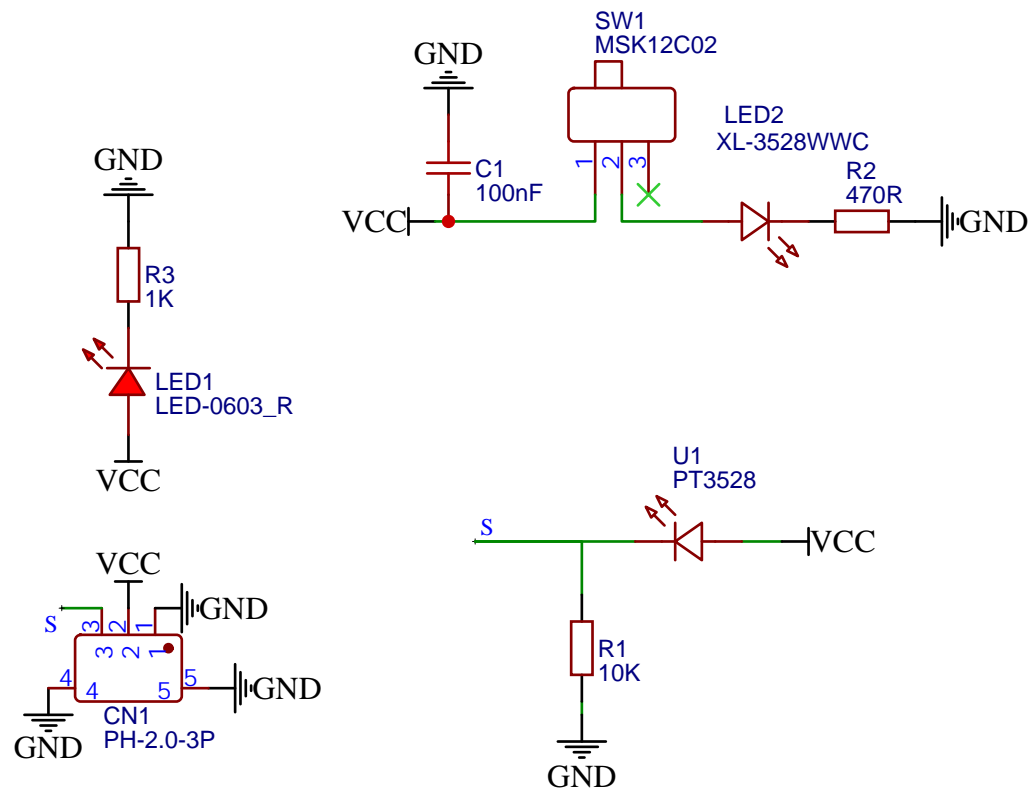 SW1
MSK12C02
GND
LED2
XL-3528WWC
1
2
3
C1
100nF
R2
470R
GND
VCC
GND
R3
1K
LED1
LED-0603_R
VCC
U1
PT3528
S
VCC
VCC
S
3
2
1
GND
3
2
1
4
4
5
5
GND
GND
CN1
PH-2.0-3P
R1
10K
GND